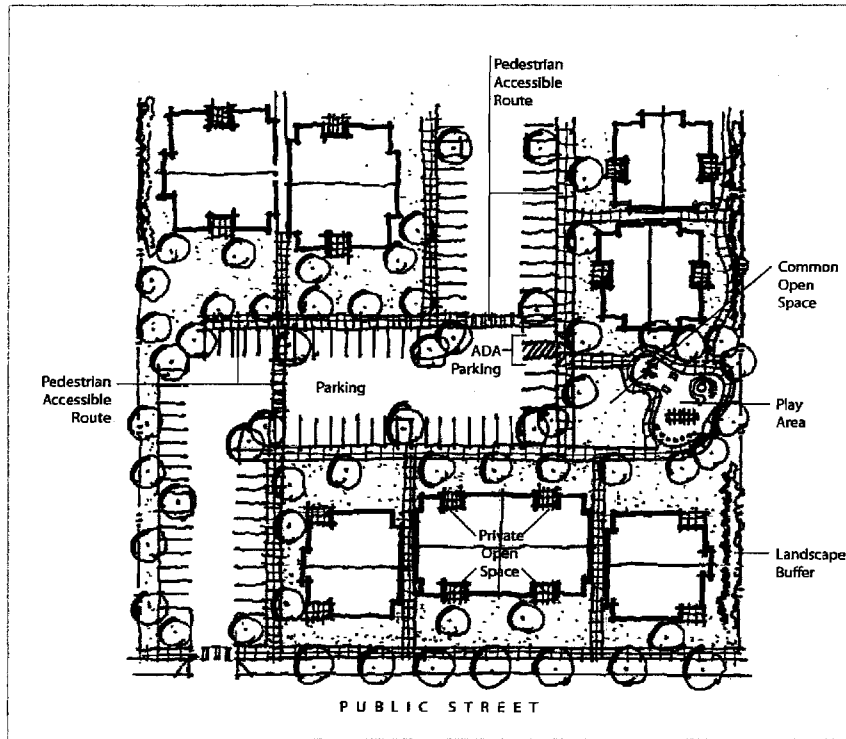 Pedestrian
Accessible
Route
Common
Open
Space
ADA
Parking
Pedestrian
Accessible
Route
Parking
Play
Area
Private
Open
Space
Landscape
Buffer
PUBLIC STREET